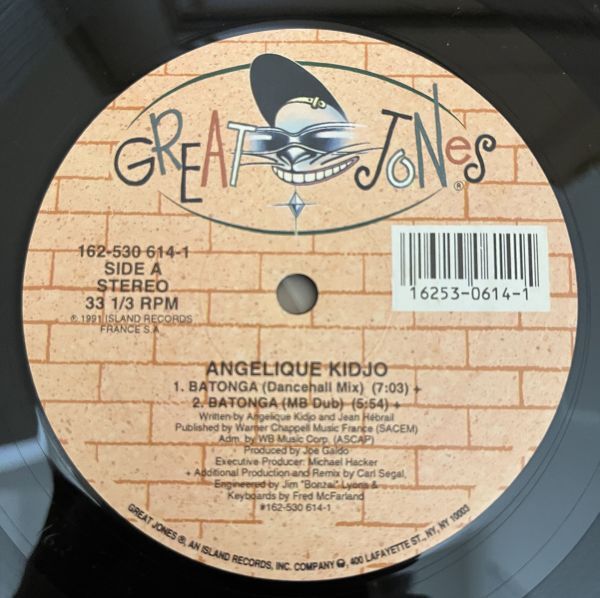 GREAT JONES ®
162-530 614-1
SIDE A
STEREO
33 1/3 RPM
℗ 1991 ISLAND RECORDS
FRANCE S.A.
16253-0614-1
ANGELIQUE KIDJO
1. BATONGA (Dancehall Mix) (7:03) +
2. BATONGA (MB Dub) (5:54) +
Written by Angelique Kidjo and Jean Hebrail
Published by Warner Chappell Music France (SACEM)
Adm. by WB Music Corp. (ASCAP)
Produced by Joe Galdo
Executive Producer: Michael Hacker
+ Additional Production and Remix by Carl Segal,
Engineered by Jim "Bonzai" Lyons &
Keyboards by Fred McFarland
#162-530 614-1
GREAT JONES ®, AN ISLAND RECORDS, INC. COMPANY, 400 LAFAYETTE ST., NY, NY, 10003